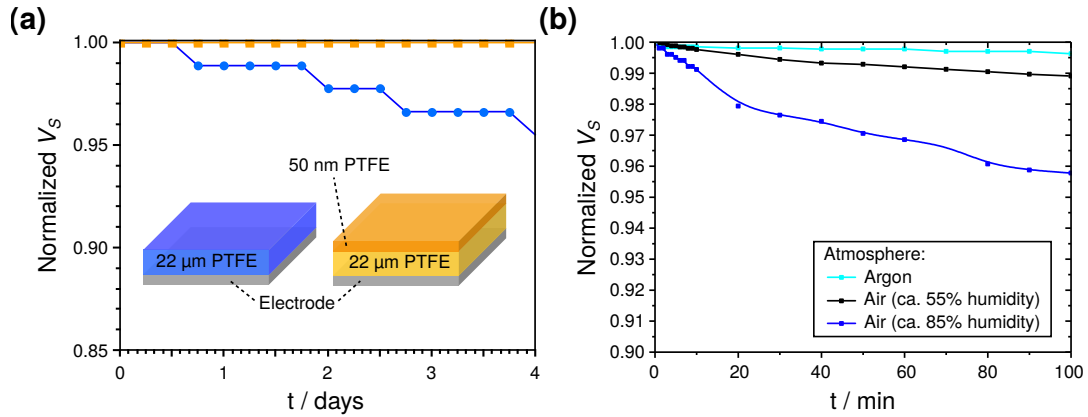 (a)
Normalized VS
1.00
0.95
0.90
0.85
50 nm PTFE
22 µm PTFE
22 µm PTFE
Electrode
0
1
2
3
4
t / days
(b)
Normalized VS
1.00
0.99
0.98
0.97
0.96
0.95
0.94
0.93
0.92
0.91
0.90
Atmosphere:
Argon
Air (ca. 55% humidity)
Air (ca. 85% humidity)
0
20
40
60
80
100
t / min